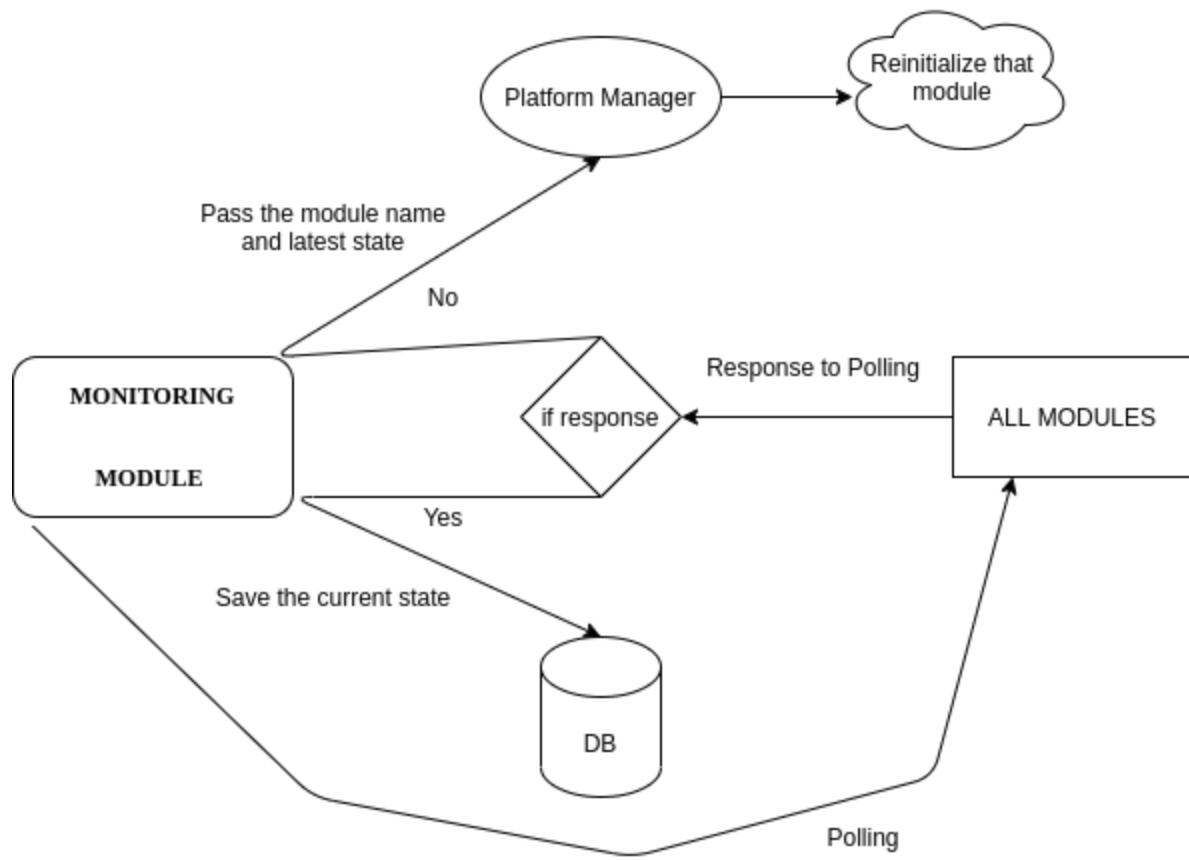 Platform Manager
Reinitialize that
module
Pass the module name
and latest state
No
MONITORING
MODULE
if response
Response to Polling
ALL MODULES
Yes
Save the current state
DB
Polling